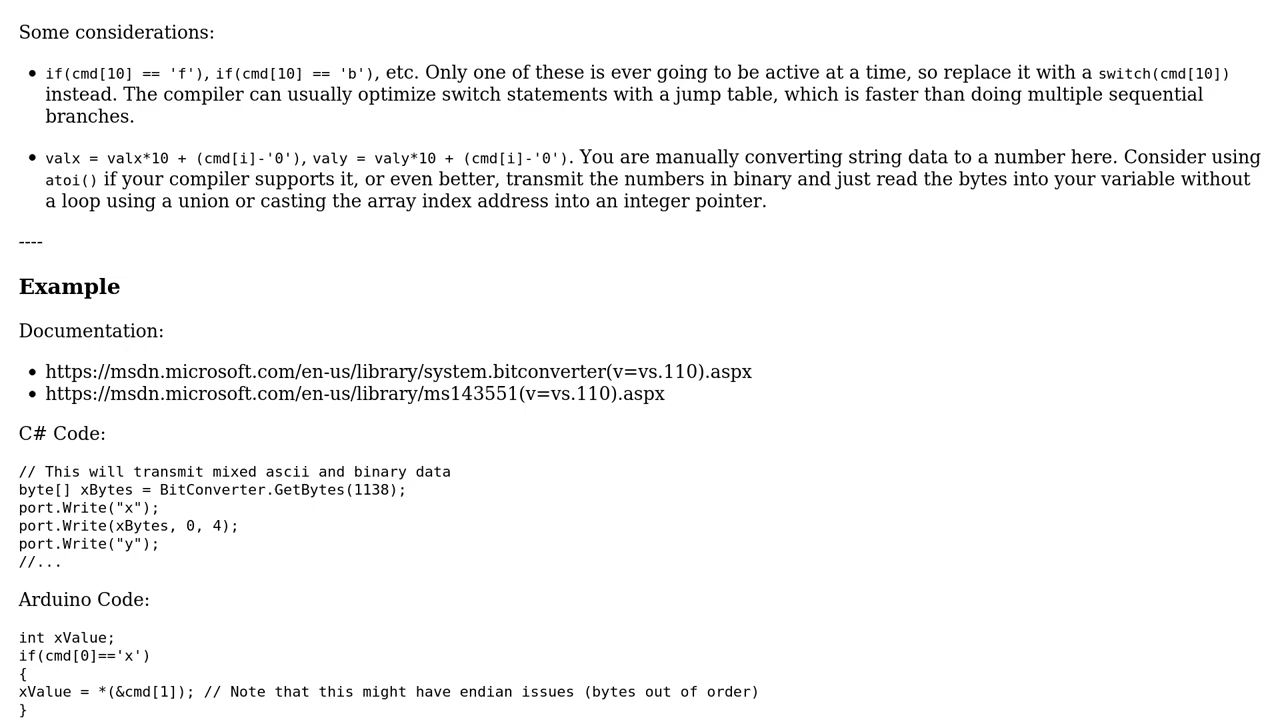 Some considerations:
• if(cmd[10] == 'f'), if(cmd[10] == 'b'), etc. Only one of these is ever going to be active at a time, so replace it with a switch(cmd[10])
instead. The compiler can usually optimize switch statements with a jump table, which is faster than doing multiple sequential
branches.
• valx = valx*10 + (cmd[i]-'0'), valy = valy*10 + (cmd[i]-'0'). You are manually converting string data to a number here. Consider using
atoi() if your compiler supports it, or even better, transmit the numbers in binary and just read the bytes into your variable without
a loop using a union or casting the array index address into an integer pointer.
----
Example
Documentation:
• https://msdn.microsoft.com/en-us/library/system.bitconverter(v=vs.110).aspx
• https://msdn.microsoft.com/en-us/library/ms143551(v=vs.110).aspx
C# Code:
// This will transmit mixed ascii and binary data
byte[] xBytes = BitConverter.GetBytes(1138);
port.Write("x");
port.Write(xBytes, 0, 4);
port.Write("y");
//...
Arduino Code:
int xValue;
if(cmd[0]=='x')
{
xValue = *(&cmd[1]); // Note that this might have endian issues (bytes out of order)
}